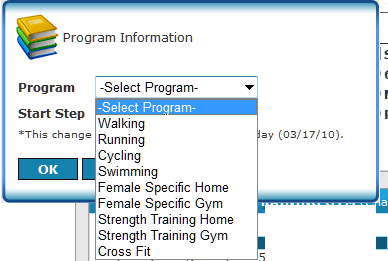 Program Information
Program -Select Program-
-Select Program-
Start Step
Walking
*This change day (03/17/10).
Running
Cycling
OK
Swimming
Female Specific Home
Female Specific Gym
Strength Training Home
Strength Training Gym
Cross Fit